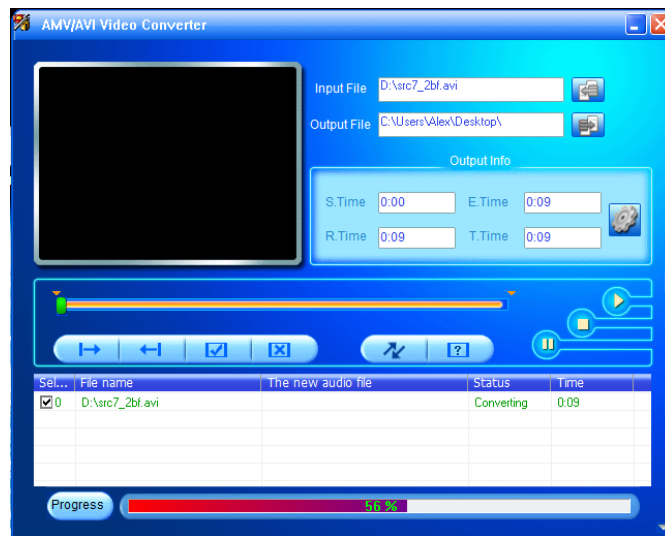 AMV/AVI Video Converter
Input File D:\src7_2bf.avi
Output File C:\Users\Alex\Desktop\
Output Info
S.Time 0:00 E.Time 0:09
R.Time 0:09 T.Time 0:09
Sel... File name The new audio file Status Time
0 D:\src7_2bf.avi Converting 0:09
Progress 56 %